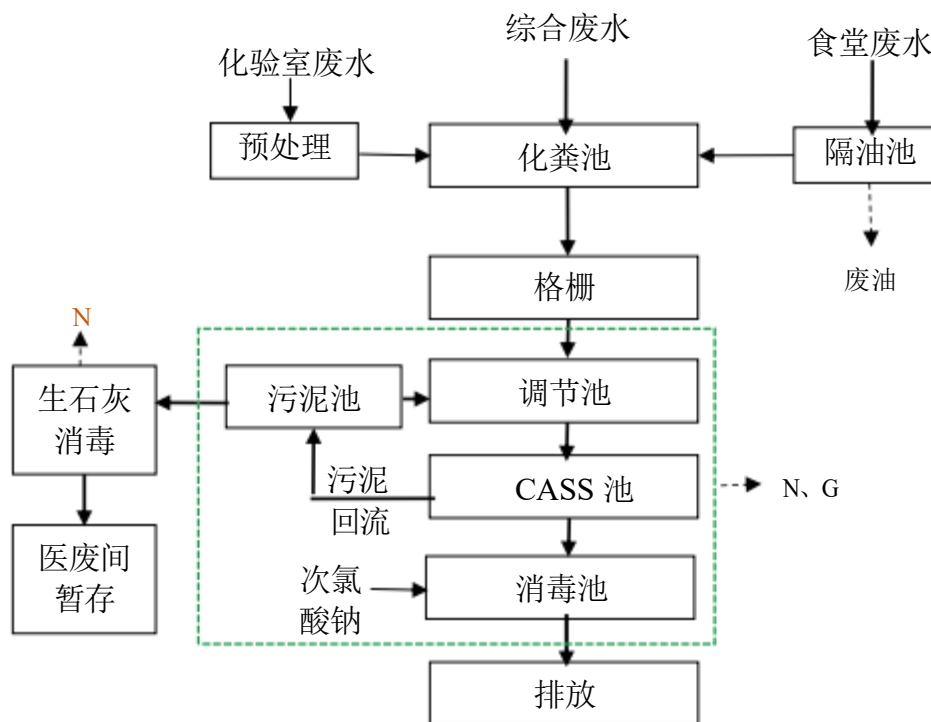 综合废水
化验室废水
食堂废水
预处理
化粪池
隔油池
废油
格栅
N
生石灰
消毒
污泥池
调节池
污泥
回流
CASS 池
N、G
医废间
暂存
次氯
酸钠
消毒池
排放